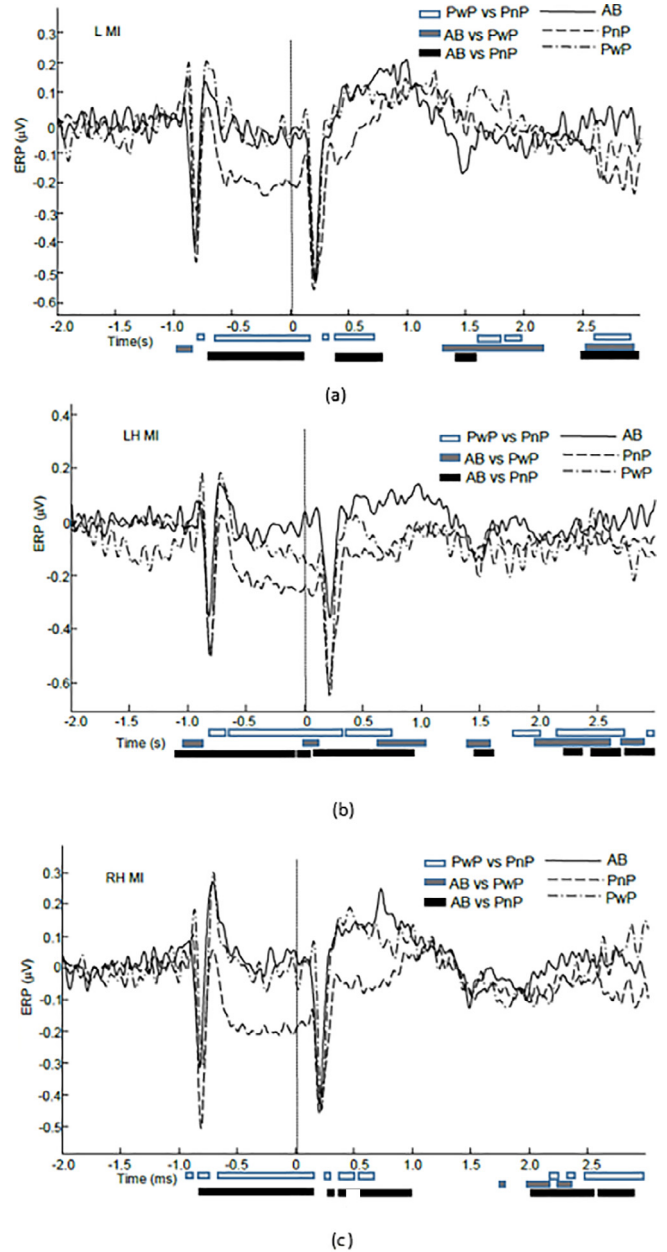 L MI
PwP vs PnP AB
AB vs PwP PnP
AB vs PnP PwP
ERP (µV)
0.3
0.2
0.1
0
-0.1
0.2
0.3
-0.4
-0.5
-0.6
-2.0 -1.5 -1.0 -0.5 0 0.5 1.0 1.5 2.0 2.5
Time(s)
(a)
LH MI
PwP vs PnP AB
AB vs PwP PnP
AB vs PnP PwP
ERP (µV)
0.4
0.2
0
-0.2
-0.4
-0.6
-2.0 -1.5 -1.0 -0.5 0 0.5 1.0 1.5 2.0 2.5
Time (s)
(b)
RH MI
PwP vs PnP AB
AB vs PwP PnP
AB vs PnP PwP
ERP (µV)
0.3
0.2
0.1
0
-0.1
-0.2
-0.3
-0.4
-0.5
-2.0 -1.5 -1.0 -0.5 0 0.5 1.0 1.5 2.0 2.5
Time (ms)
(c)